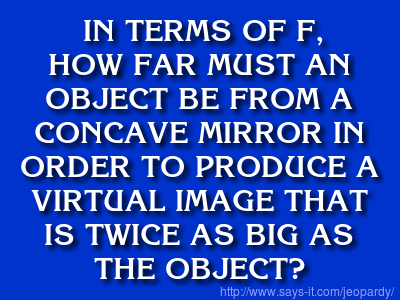 IN TERMS OF F,
HOW FAR MUST AN
OBJECT BE FROM A
CONCAVE MIRROR IN
ORDER TO PRODUCE A
VIRTUAL IMAGE THAT
IS TWICE AS BIG AS
THE OBJECT?
http://www.says-it.com/jeopardy/